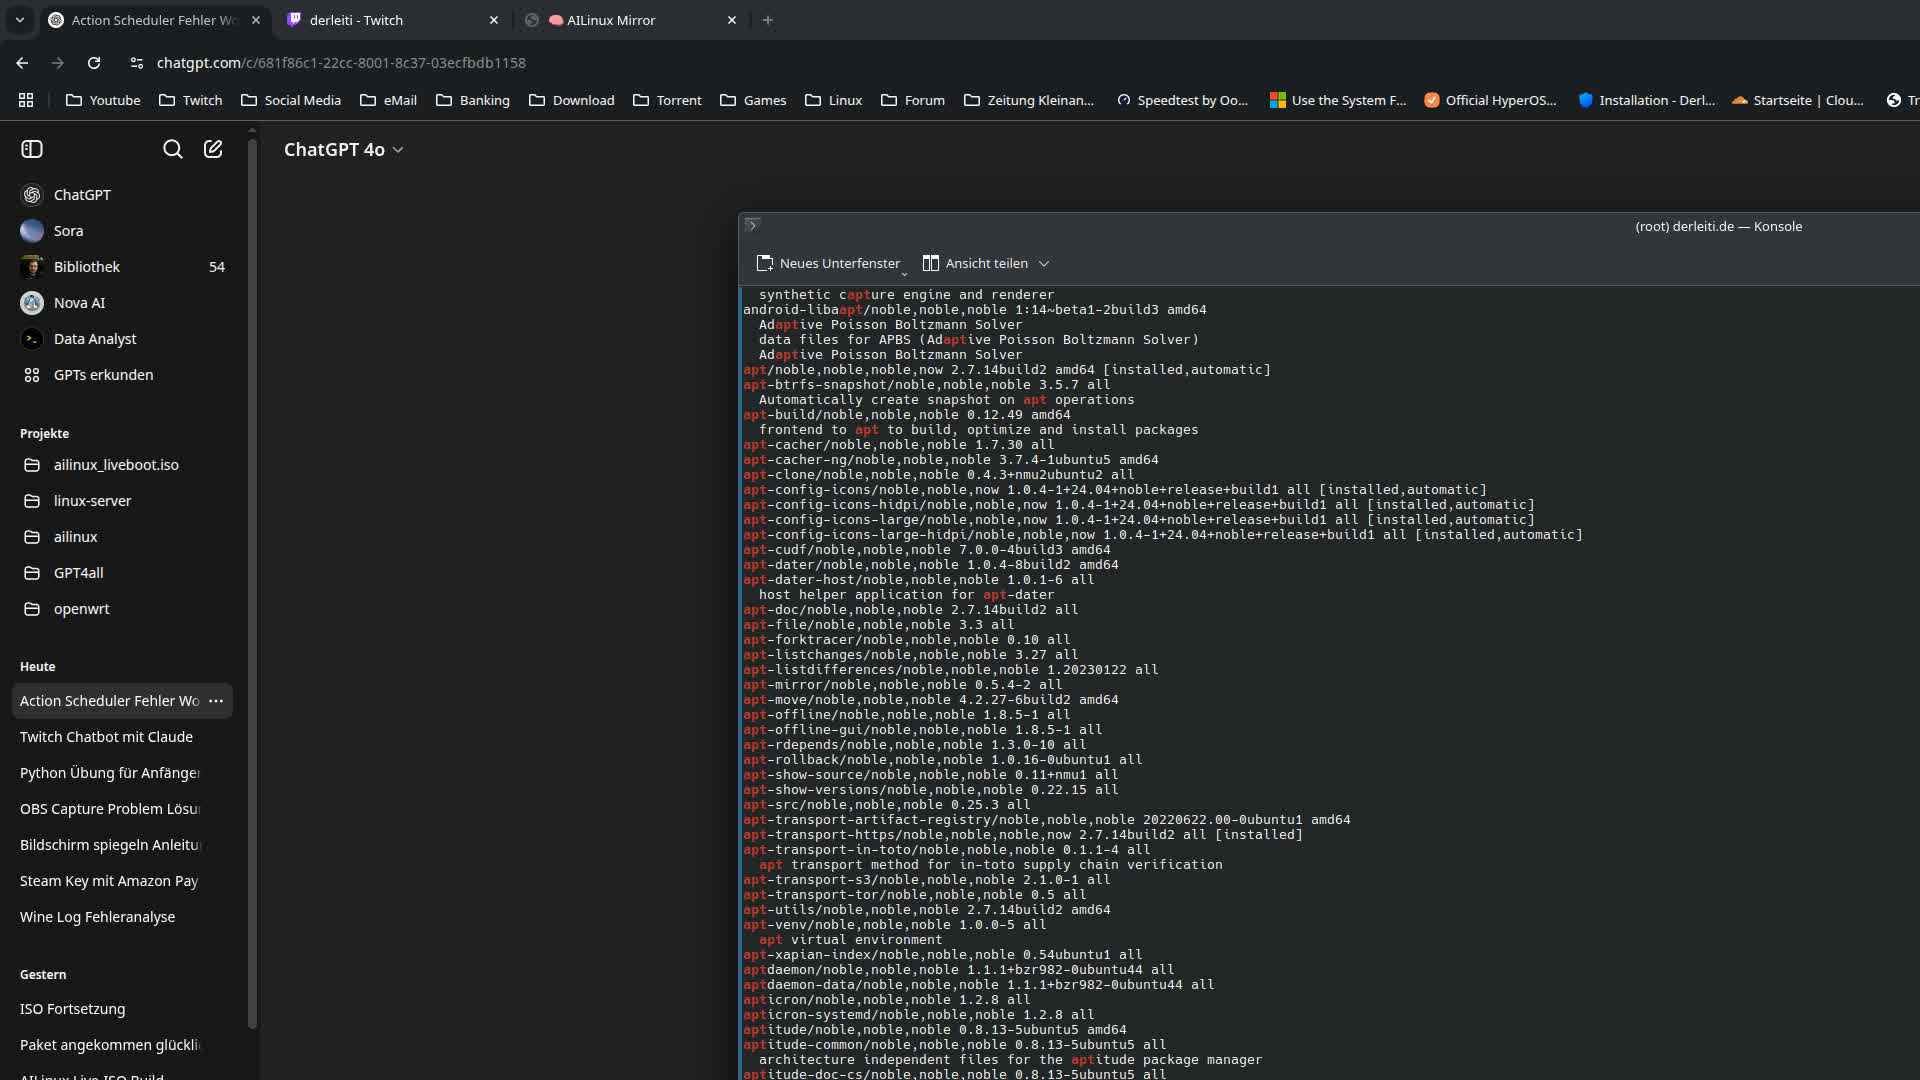 Action Scheduler Fehler Wo
derleiti - Twitch
AILinux Mirror
chatgpt.com/c/681f86c1-22cc-8001-8c37-03ecfbdb1158
Youtube
Twitch
Social Media
eMail
Banking
Download
Torrent
Games
Linux
Forum
Zeitung Kleinan...
Speedtest by Oo...
Use the System F...
Official HyperOS...
Installation - Derl...
Startseite | Clou...
Tr
ChatGPT 4o
ChatGPT
Sora
Bibliothek 54
Nova AI
Data Analyst
GPTs erkunden
Projekte
ailinux_liveboot.iso
linux-server
ailinux
GPT4all
openwrt
Heute
Action Scheduler Fehler Wo
Twitch Chatbot mit Claude
Python Übung für Anfänger
OBS Capture Problem Lösu
Bildschirm spiegeln Anleitu
Steam Key mit Amazon Pay
Wine Log Fehleranalyse
Gestern
ISO Fortsetzung
Paket angekommen glückli
AILinux Live ISO Build
(root) derleiti.de — Konsole
Neues Unterfenster
Ansicht teilen
synthetic capture engine and renderer
android-libaapt/noble,noble,noble 1:14~beta1-2build3 amd64
Adaptive Poisson Boltzmann Solver
data files for APBS (Adaptive Poisson Boltzmann Solver)
Adaptive Poisson Boltzmann Solver
apt/noble,noble,noble,now 2.7.14build2 amd64 [installed,automatic]
apt-btrfs-snapshot/noble,noble,noble 3.5.7 all
Automatically create snapshot on apt operations
apt-build/noble,noble,noble 0.12.49 amd64
frontend to apt to build, optimize and install packages
apt-cacher/noble,noble,noble 1.7.30 all
apt-cacher-ng/noble,noble,noble 3.7.4-1ubuntu5 amd64
apt-clone/noble,noble,noble 0.4.3+nmu2ubuntu2 all
apt-config-icons/noble,noble,now 1.0.4-1+24.04+noble+release+build1 all [installed,automatic]
apt-config-icons-hidpi/noble,noble,now 1.0.4-1+24.04+noble+release+build1 all [installed,automatic]
apt-config-icons-large/noble,noble,now 1.0.4-1+24.04+noble+release+build1 all [installed,automatic]
apt-config-icons-large-hidpi/noble,noble,now 1.0.4-1+24.04+noble+release+build1 all [installed,automatic]
apt-cudf/noble,noble,noble 7.0.0-4build3 amd64
apt-dater/noble,noble,noble 1.0.4-8build2 amd64
apt-dater-host/noble,noble,noble 1.0.1-6 all
host helper application for apt-dater
apt-doc/noble,noble,noble 2.7.14build2 all
apt-file/noble,noble,noble 3.3 all
apt-forktracer/noble,noble,noble 0.10 all
apt-listchanges/noble,noble,noble 3.27 all
apt-listdifferences/noble,noble,noble 1.20230122 all
apt-mirror/noble,noble,noble 0.5.4-2 all
apt-move/noble,noble,noble 4.2.27-6build2 amd64
apt-offline/noble,noble,noble 1.8.5-1 all
apt-offline-gui/noble,noble,noble 1.8.5-1 all
apt-rdepends/noble,noble,noble 1.3.0-10 all
apt-rollback/noble,noble,noble 1.0.16-0ubuntu1 all
apt-show-source/noble,noble,noble 0.11+nmu1 all
apt-show-versions/noble,noble,noble 0.22.15 all
apt-src/noble,noble,noble 0.25.3 all
apt-transport-artifact-registry/noble,noble,noble 20220622.00-0ubuntu1 amd64
apt-transport-https/noble,noble,noble,now 2.7.14build2 all [installed]
apt-transport-in-toto/noble,noble,noble 0.1.1-4 all
apt transport method for in-toto supply chain verification
apt-transport-s3/noble,noble,noble 2.1.0-1 all
apt-transport-tor/noble,noble,noble 0.5 all
apt-utils/noble,noble,noble 2.7.14build2 amd64
apt-venv/noble,noble,noble 1.0.0-5 all
apt virtual environment
apt-xapian-index/noble,noble,noble 0.54ubuntu1 all
aptdaemon/noble,noble,noble 1.1.1+bzr982-0ubuntu44 all
aptdaemon-data/noble,noble,noble 1.1.1+bzr982-0ubuntu44 all
apticron/noble,noble,noble 1.2.8 all
apticron-systemd/noble,noble,noble 1.2.8 all
aptitude/noble,noble,noble 0.8.13-5ubuntu5 amd64
aptitude-common/noble,noble,noble 0.8.13-5ubuntu5 all
architecture independent files for the aptitude package manager
aptitude-doc-cs/noble,noble,noble 0.8.13-5ubuntu5 all